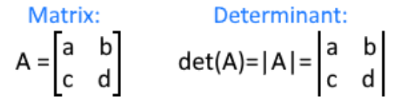 Matrix: Determinant:
A = [a b
c d] det(A)=|A|= |a b
c d|